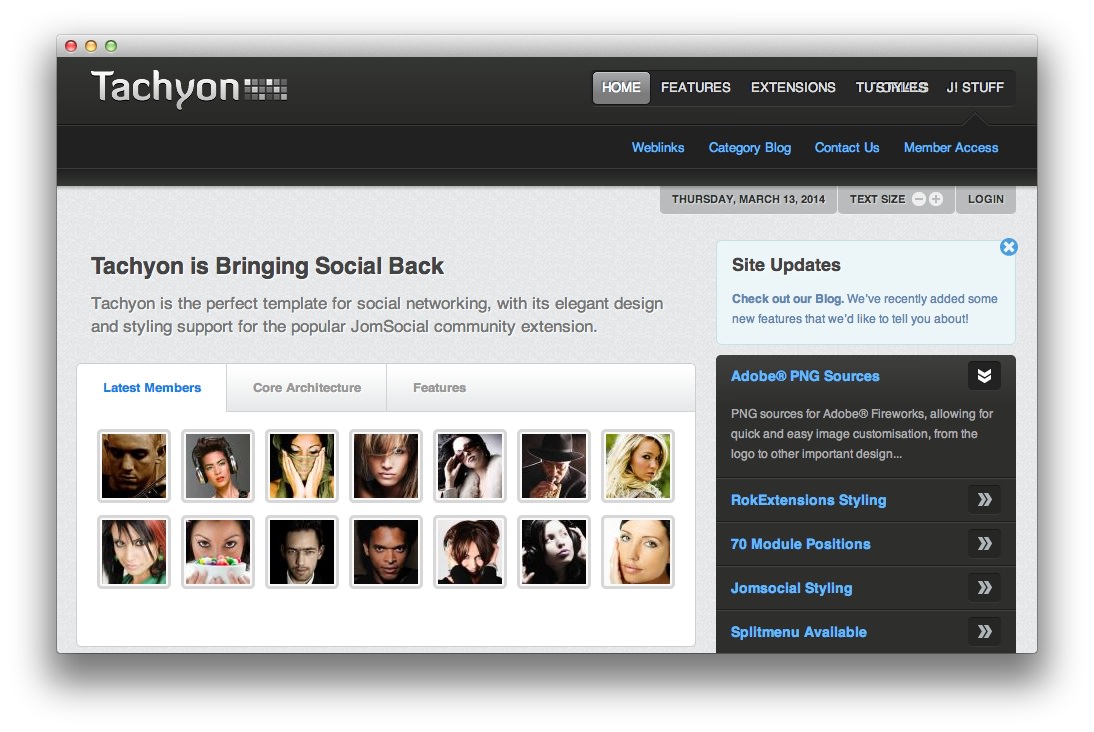 Tachyon
HOME FEATURES EXTENSIONS TUTORIALS STYLES J! STUFF
Weblinks Category Blog Contact Us Member Access
THURSDAY, MARCH 13, 2014 TEXT SIZE LOGIN
Tachyon is Bringing Social Back
Tachyon is the perfect template for social networking, with its elegant design
and styling support for the popular JomSocial community extension.
Latest Members Core Architecture Features
Site Updates
Check out our Blog. We've recently added some
new features that we'd like to tell you about!
Adobe® PNG Sources
PNG sources for Adobe® Fireworks, allowing for
quick and easy image customisation, from the
logo to other important design...
RokExtensions Styling
70 Module Positions
Jomsocial Styling
Splitmenu Available